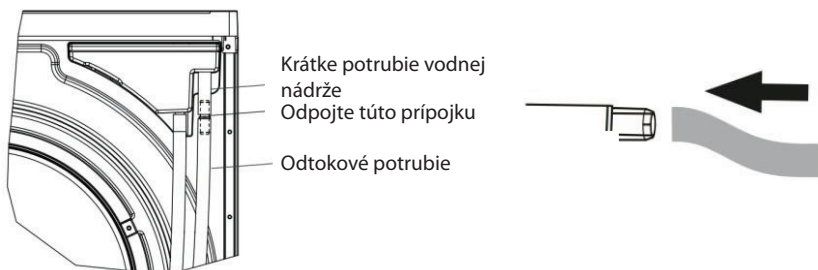 Krátke potrubie vodnej
nádrže
Odpojte túto prípojku
Odtokové potrubie